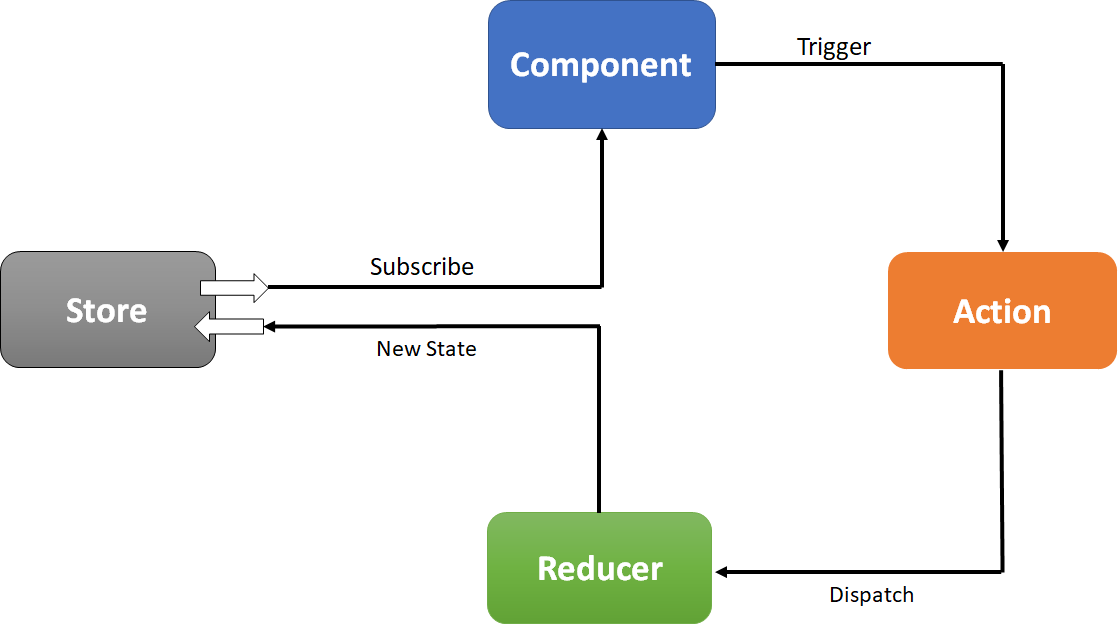 Component
Trigger
Subscribe
Store
Action
New State
Reducer
Dispatch